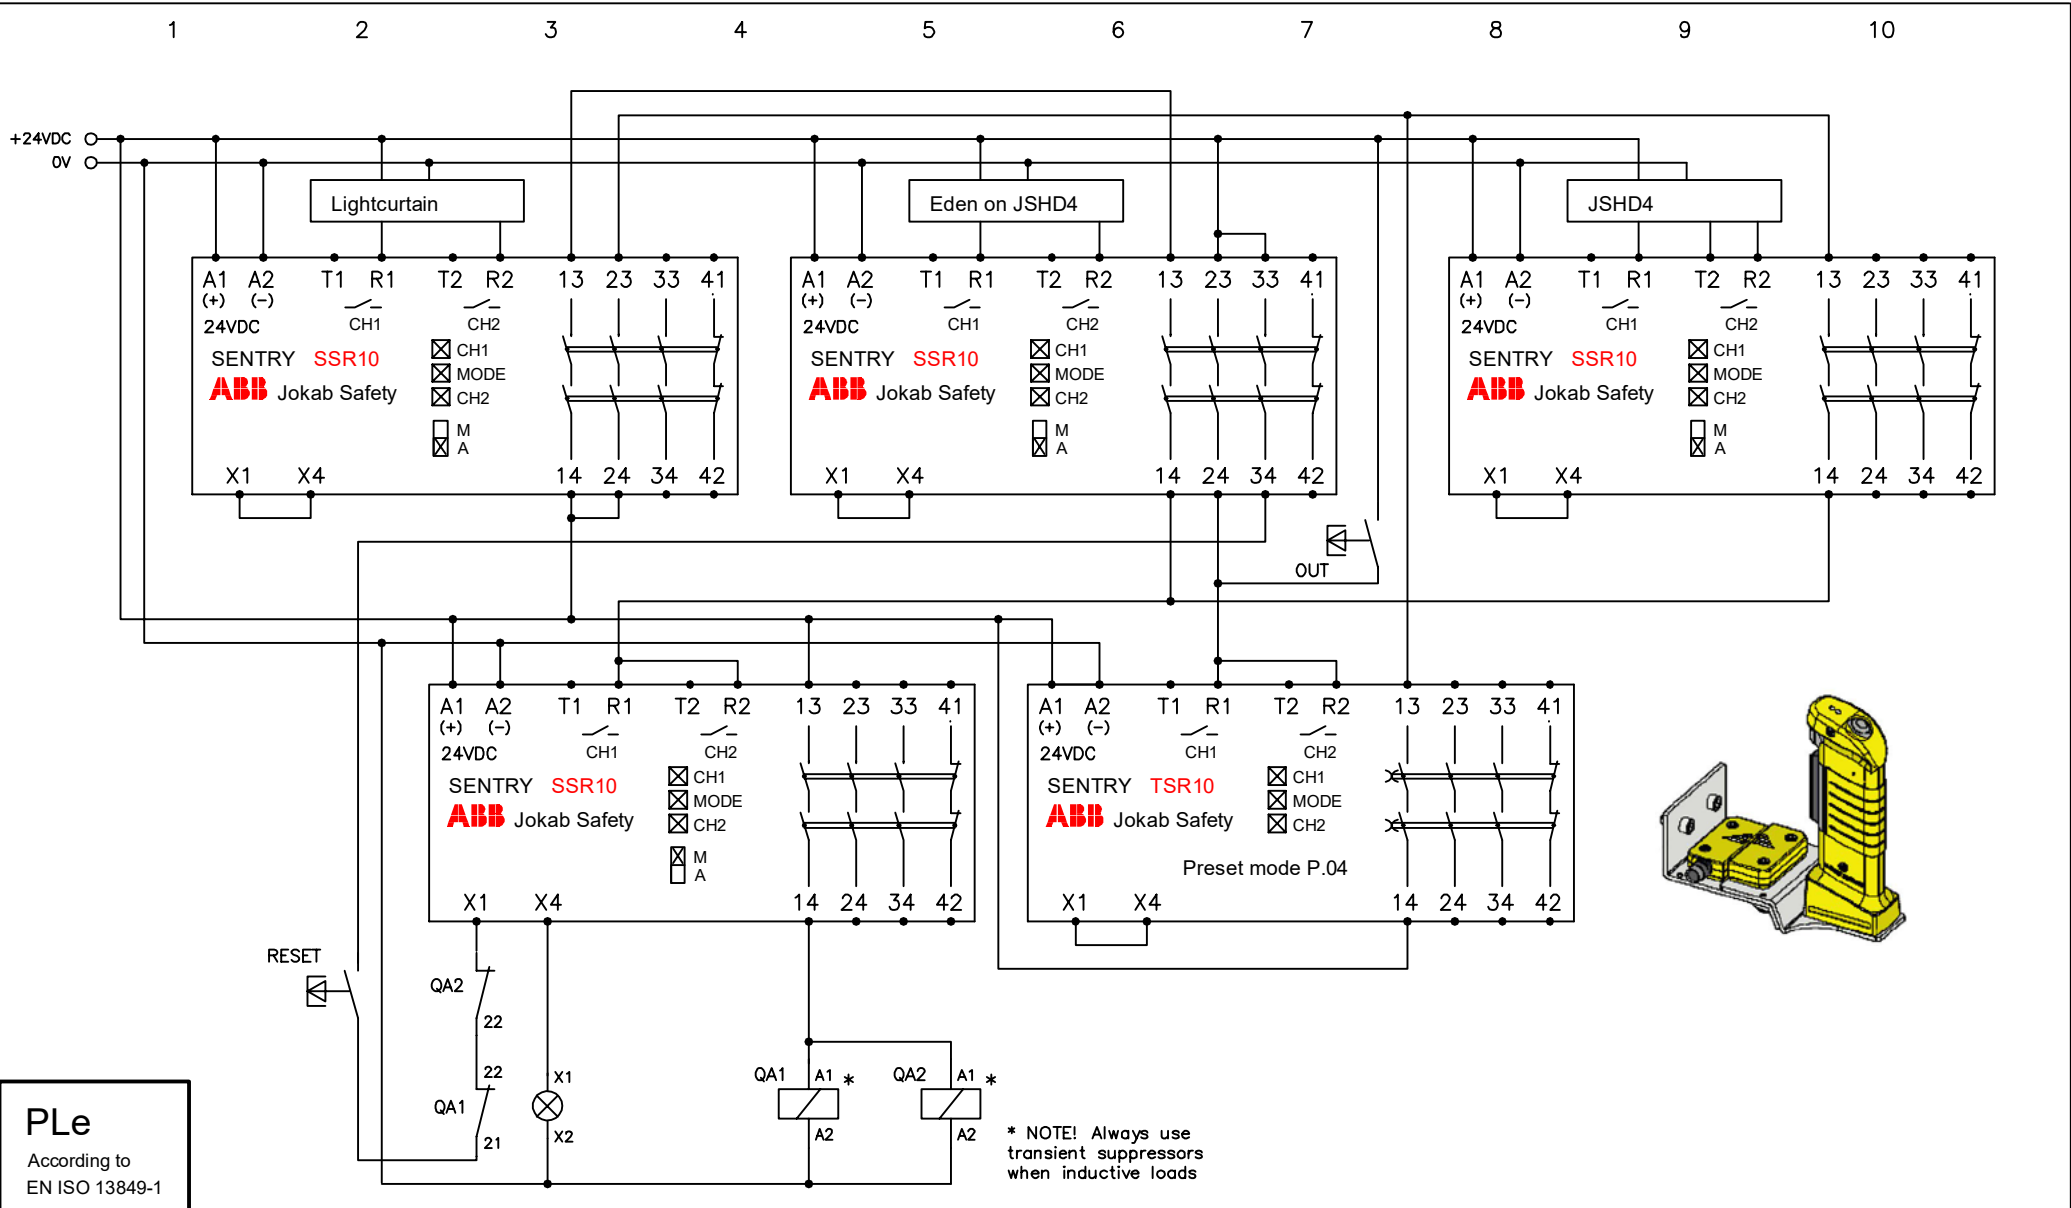 1 2 3 4 5 6 7 8 9 10
+24VDC
0V
Lightcurtain
Eden on JSHD4
JSHD4
A1 A2 T1 R1 T2 R2 13 23 33 41
(+) (-)
CH1 CH2
24VDC
SENTRY SSR10
ABB Jokab Safety
CH1
MODE
CH2
M
A
X1 X4 14 24 34 42
A1 A2 T1 R1 T2 R2 13 23 33 41
(+) (-)
CH1 CH2
24VDC
SENTRY SSR10
ABB Jokab Safety
CH1
MODE
CH2
M
A
X1 X4 14 24 34 42
A1 A2 T1 R1 T2 R2 13 23 33 41
(+) (-)
CH1 CH2
24VDC
SENTRY SSR10
ABB Jokab Safety
CH1
MODE
CH2
M
A
X1 X4 14 24 34 42
OUT
A1 A2 T1 R1 T2 R2 13 23 33 41
(+) (-)
CH1 CH2
24VDC
SENTRY SSR10
ABB Jokab Safety
CH1
MODE
CH2
M
A
X1 X4 14 24 34 42
A1 A2 T1 R1 T2 R2 13 23 33 41
(+) (-)
CH1 CH2
24VDC
SENTRY TSR10
ABB Jokab Safety
CH1
MODE
CH2
Preset mode P.04
X1 X4 14 24 34 42
RESET
QA2
22
22
QA1
21
X1
X2
QA1 A1 *
A2
QA2 A1 *
A2
* NOTE! Always use
transient suppressors
when inductive loads
PLe
According to
EN ISO 13849-1